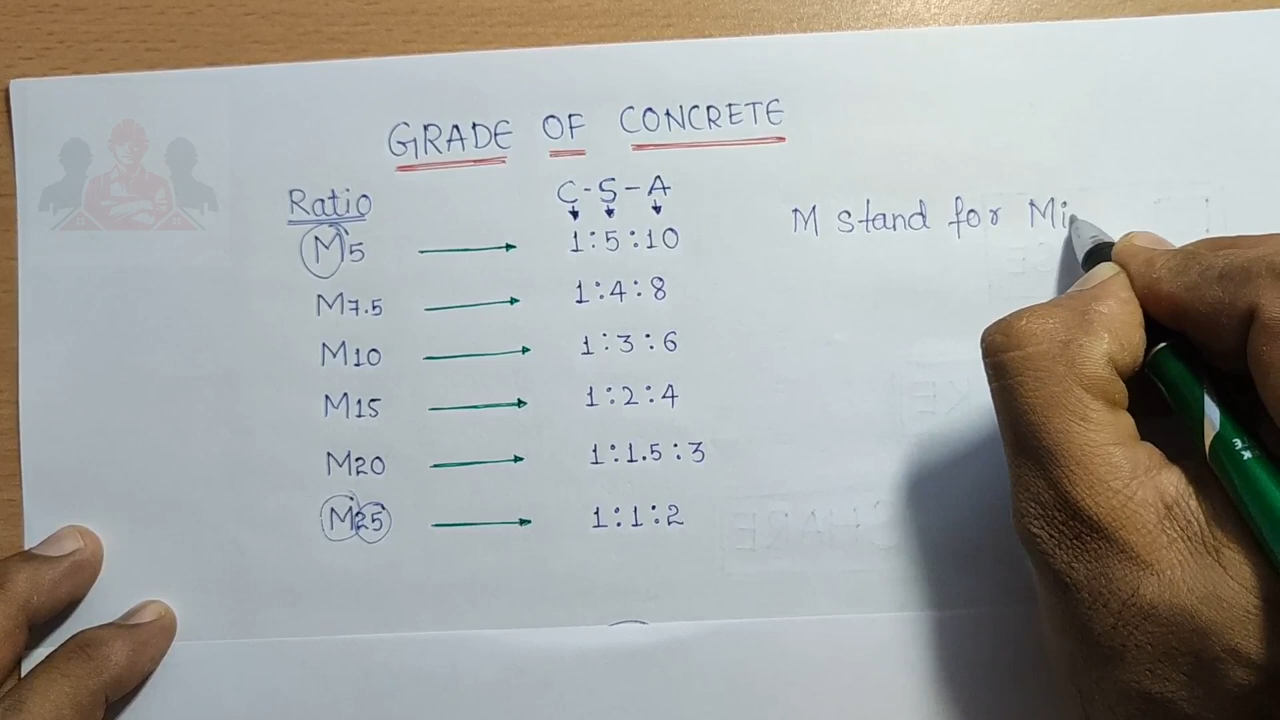 GRADE OF CONCRETE
Ratio
C-S-A
M5 1:5:10
M7.5 1:4:8
M10 1:3:6
M15 1:2:4
M20 1:1.5:3
M25 1:1:2
M stand for Mi